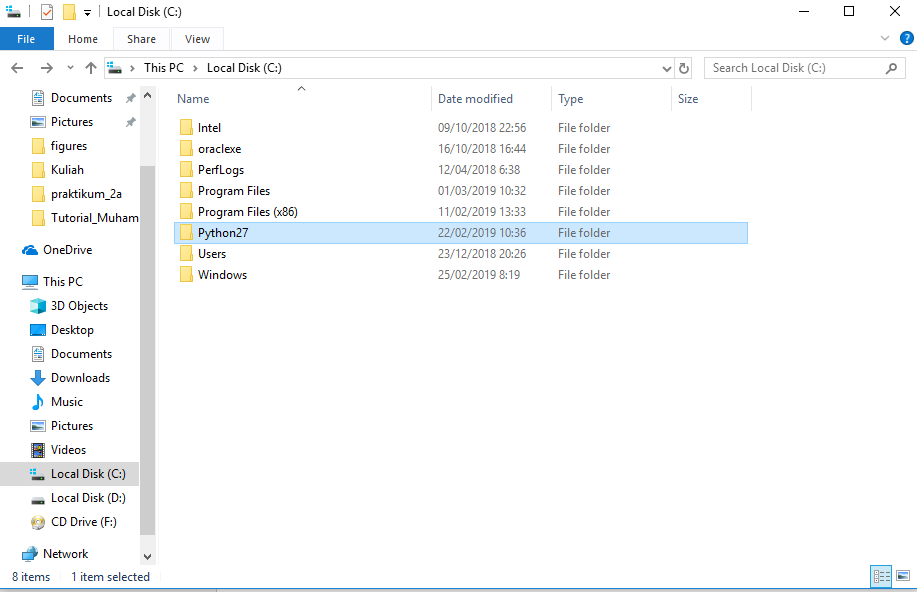 Local Disk (C:)
File Home Share View
This PC Local Disk (C:) Search Local Disk (C:)
Documents
Pictures
figures
Kuliah
praktikum_2a
Tutorial_Muham
OneDrive
This PC
3D Objects
Desktop
Documents
Downloads
Music
Pictures
Videos
Local Disk (C:)
Local Disk (D:)
CD Drive (F:)
Network
Name Date modified Type Size
Intel 09/10/2018 22:56 File folder
oraclexe 16/10/2018 16:44 File folder
PerfLogs 12/04/2018 6:38 File folder
Program Files 01/03/2019 10:32 File folder
Program Files (x86) 11/02/2019 13:33 File folder
Python27 22/02/2019 10:36 File folder
Users 23/12/2018 20:26 File folder
Windows 25/02/2019 8:19 File folder
8 items 1 item selected